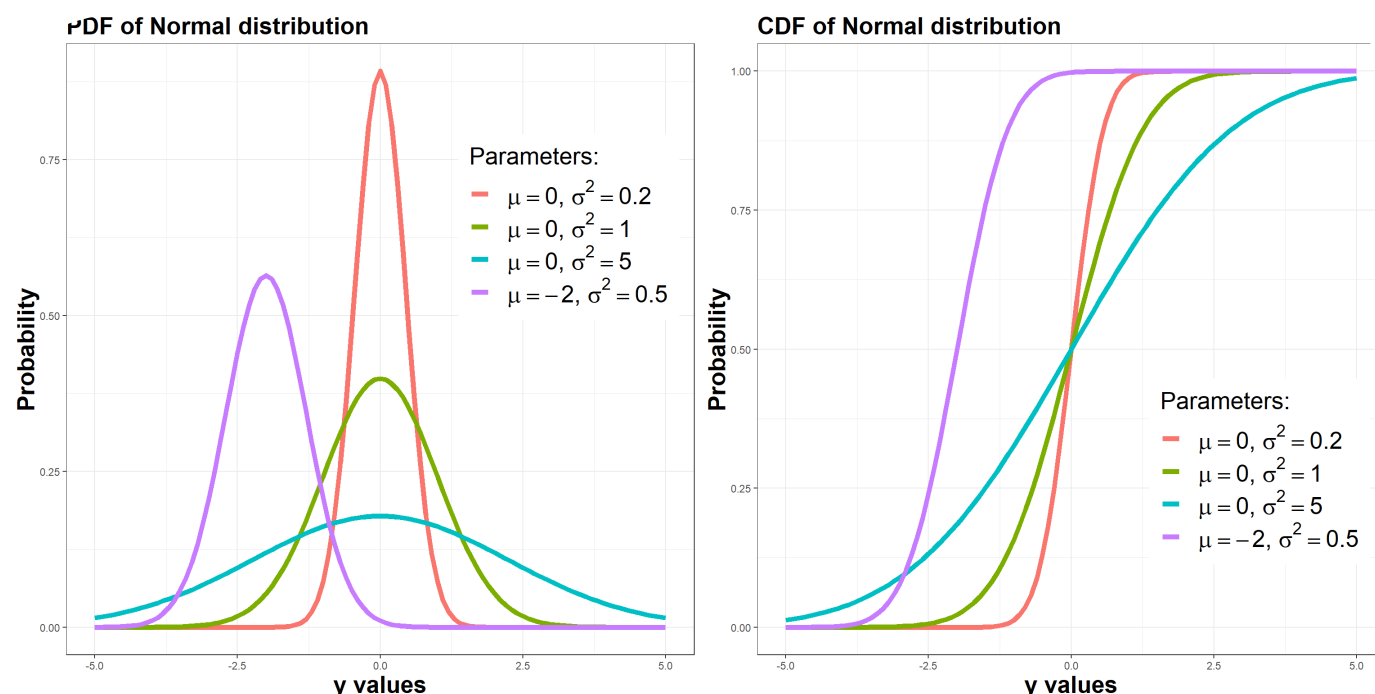 PDF of Normal distribution
Probability
0.75
0.50
0.25
0.00
-5.0 -2.5 0.0 2.5 5.0
y values
Parameters:
μ = 0, σ² = 0.2
μ = 0, σ² = 1
μ = 0, σ² = 5
μ = −2, σ² = 0.5
CDF of Normal distribution
Probability
1.00
0.75
0.50
0.25
0.00
-5.0 -2.5 0.0 2.5 5.0
y values
Parameters:
μ = 0, σ² = 0.2
μ = 0, σ² = 1
μ = 0, σ² = 5
μ = −2, σ² = 0.5